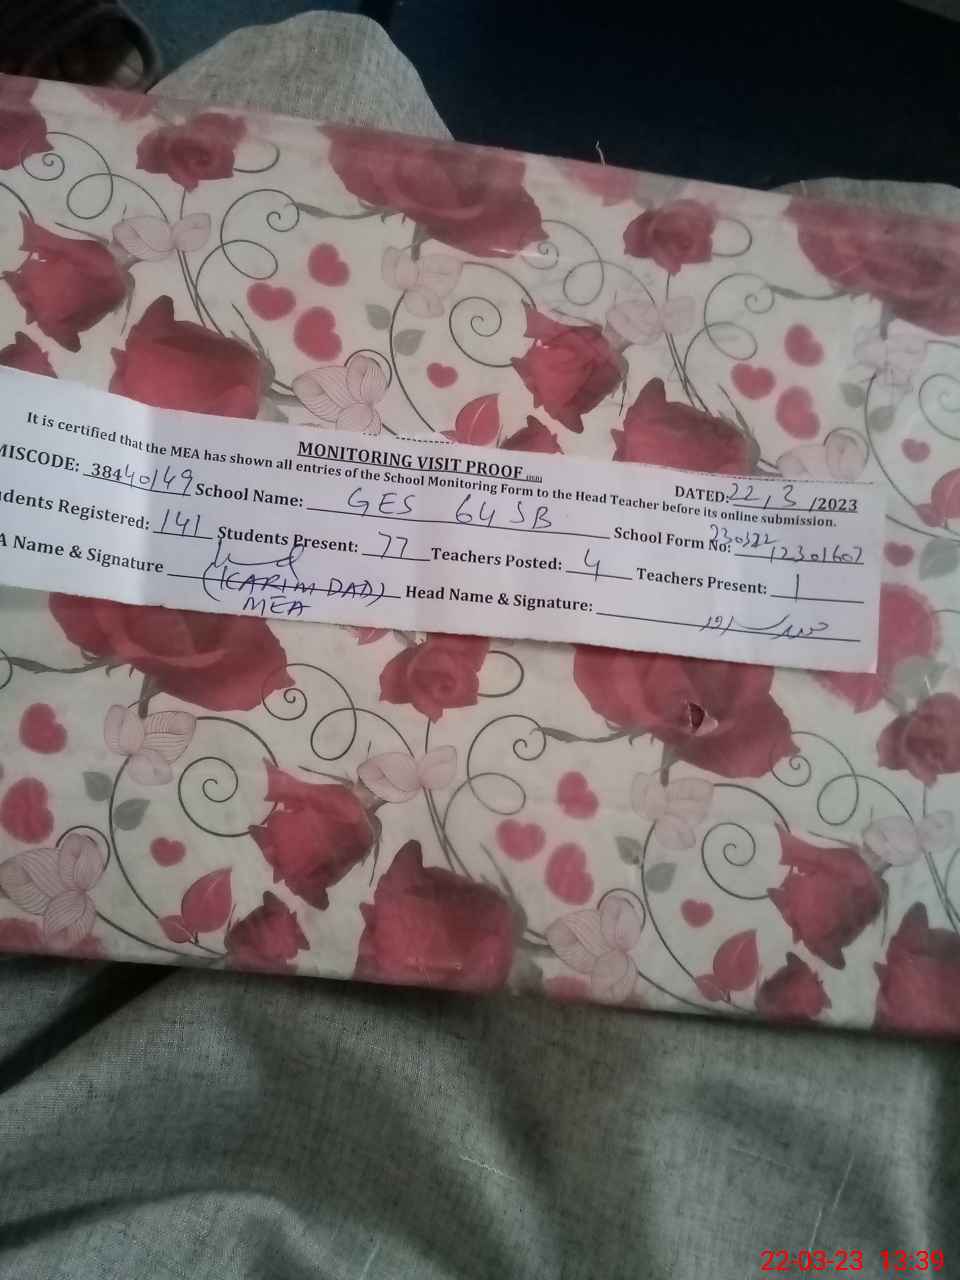 MONITORING VISIT PROOF
DATED: 22,3 /2023
It is certified that the MEA has shown all entries of the School Monitoring Form to the Head Teacher before its online submission.
MISCODE: 38440149 School Name: GES 64 SB School Form No: 230322 12301607
dents Registered: 141 Students Present: 77 Teachers Posted: 4 Teachers Present: 1
A Name & Signature (KARIM DAD) Head Name & Signature:
MEA
22-03-23 13:39